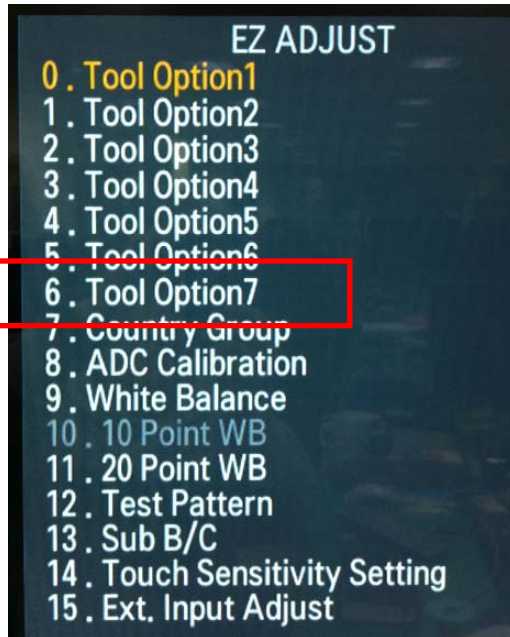 EZ ADJUST
0 . Tool Option1
1 . Tool Option2
2 . Tool Option3
3 . Tool Option4
4 . Tool Option5
5 . Tool Option6
6 . Tool Option7
7 . Country Group
8 . ADC Calibration
9 . White Balance
10 . 10 Point WB
11 . 20 Point WB
12 . Test Pattern
13 . Sub B/C
14 . Touch Sensitivity Setting
15 . Ext. Input Adjust